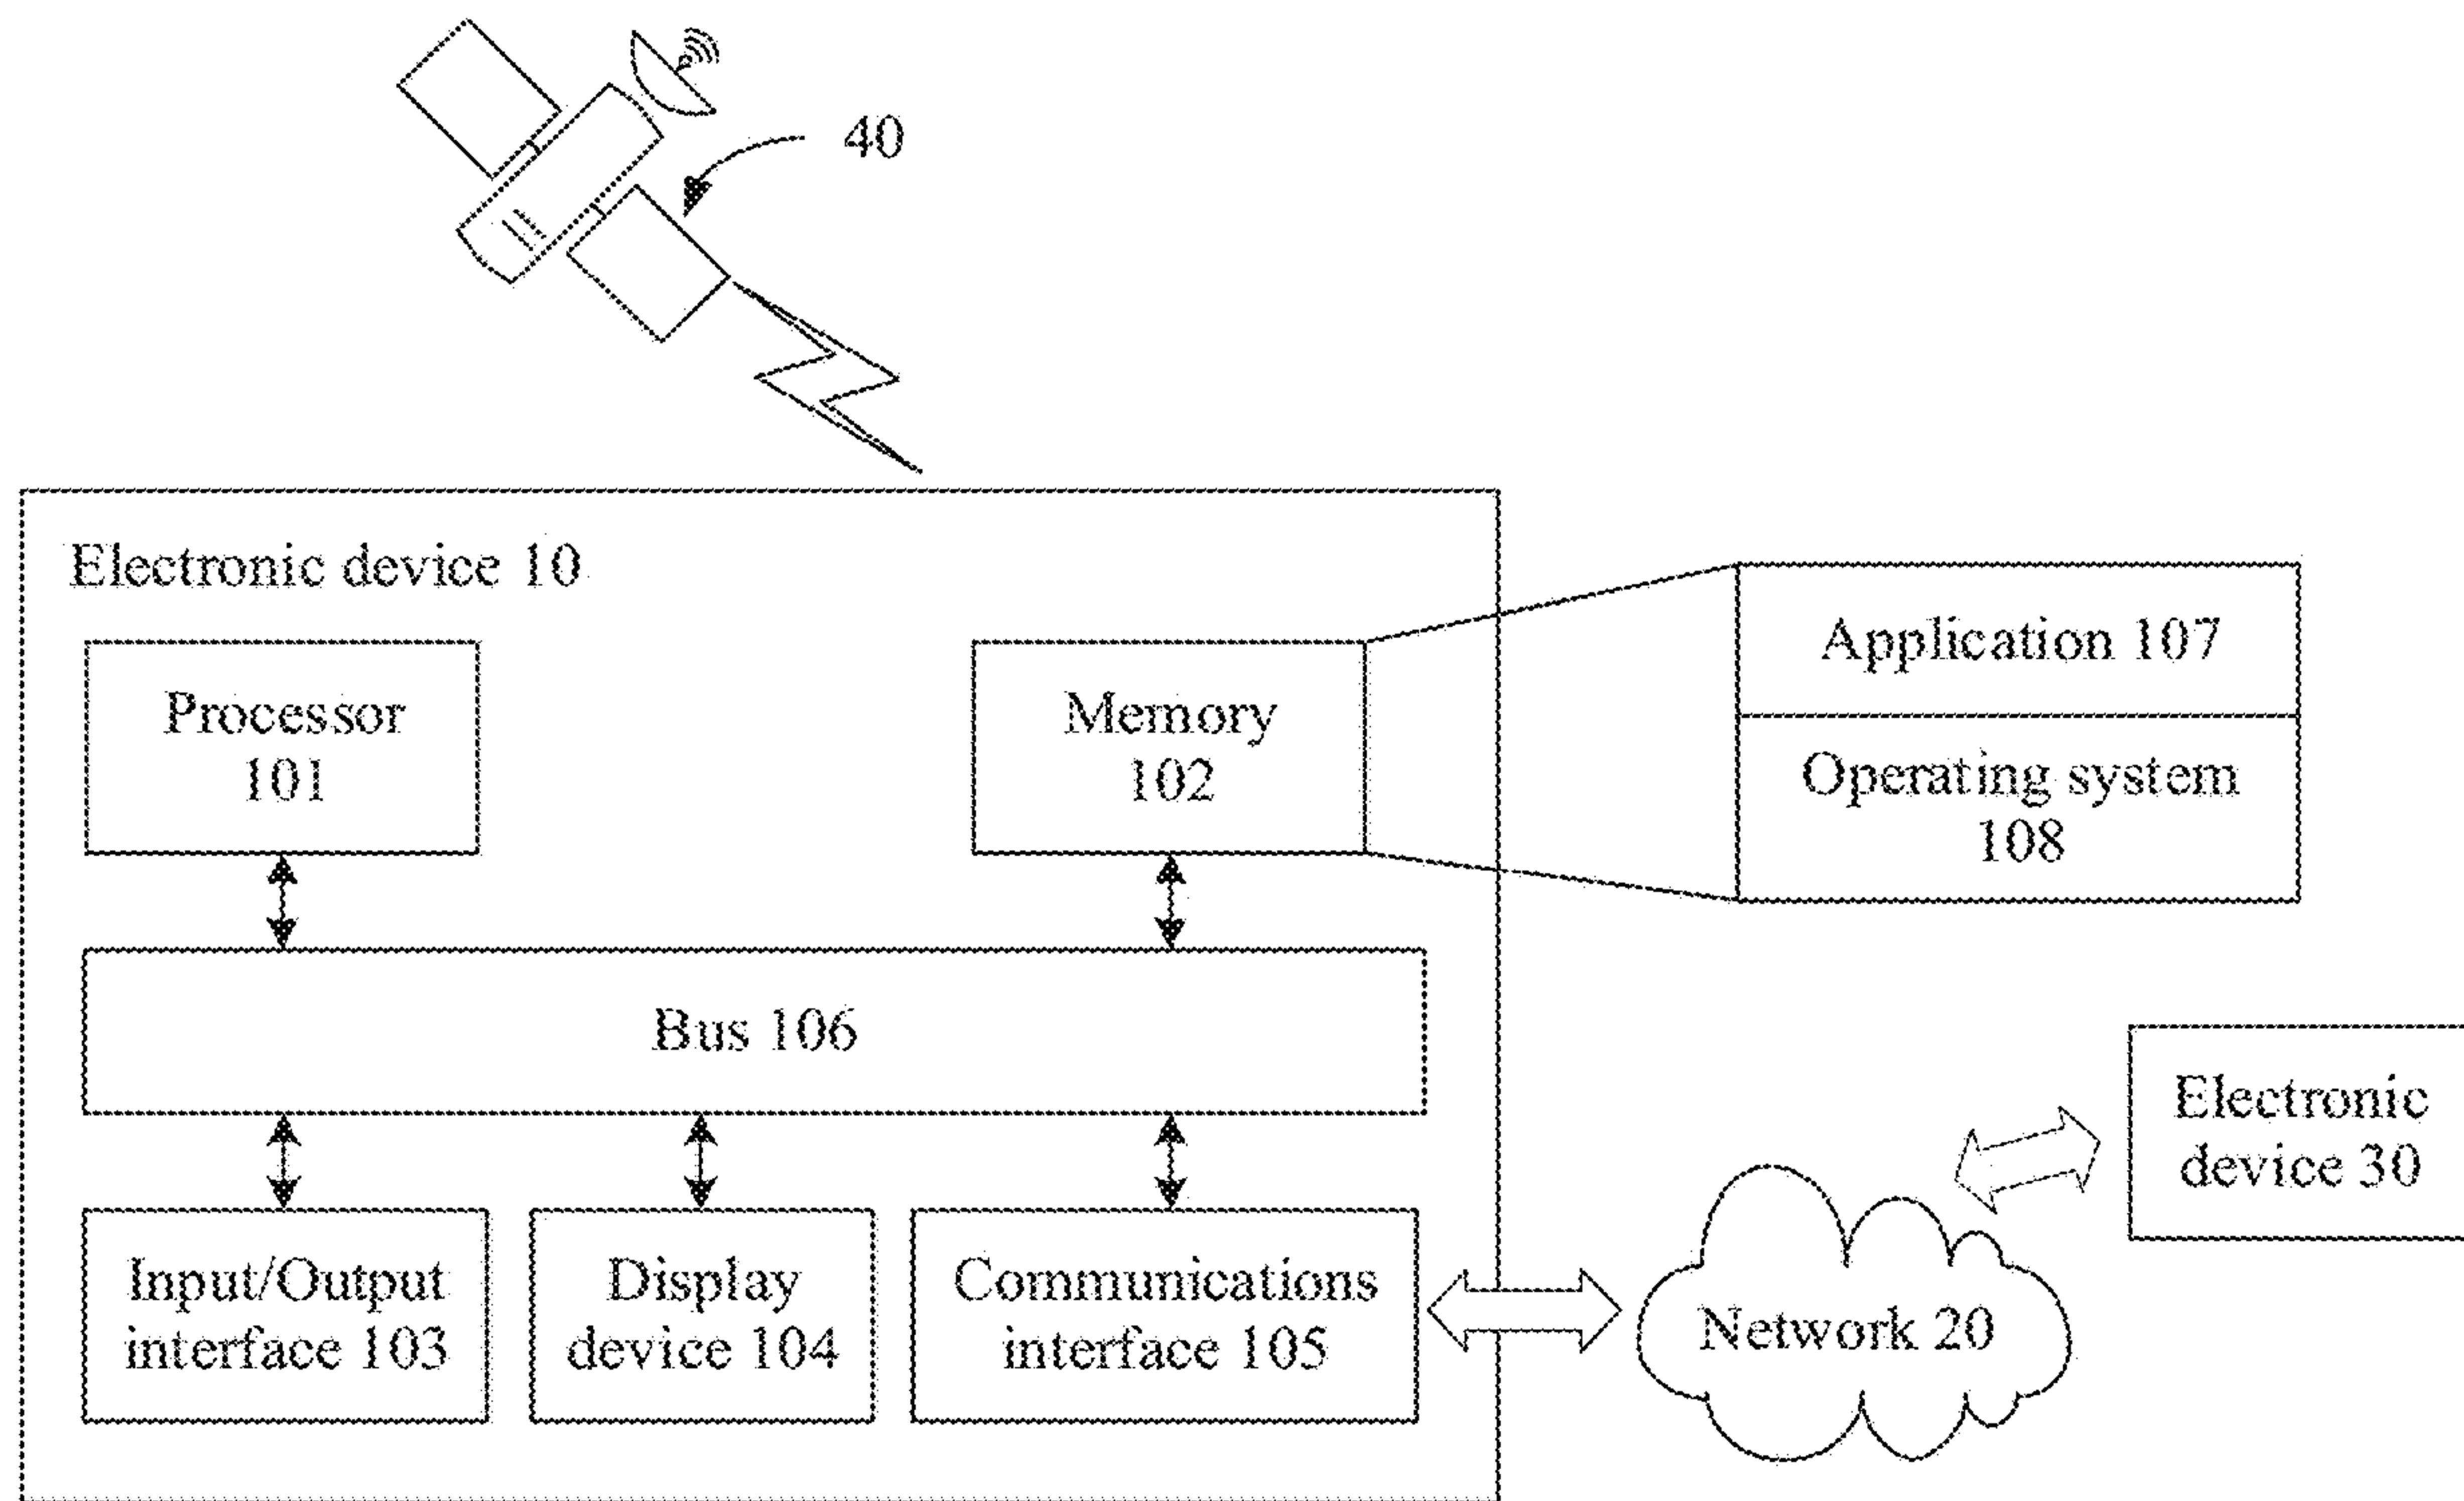 40
Electronic device 10
Processor
101
Memory
102
Application 107
Operating system
108
Bus 106
Input/Output
interface 103
Display
device 104
Communications
interface 105
Network 20
Electronic
device 30